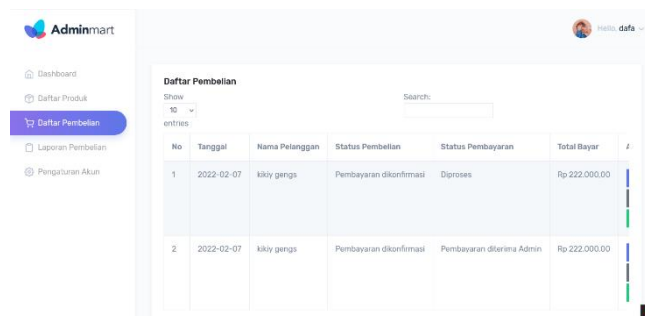 Adminmart
Hello, dafa
Dashboard
Daftar Produk
Daftar Pembelian
Laporan Pembelian
Pengaturan Akun
Daftar Pembelian
Show
10
entries
Search:
No Tanggal Nama Pelanggan Status Pembelian Status Pembayaran Total Bayar
1 2022-02-07 kikiy gengs Pembayaran dikonfirmasi Diproses Rp 222.000,00
2 2022-02-07 kikiy gengs Pembayaran dikonfirmasi Pembayaran diterima Admin Rp 222.000,00